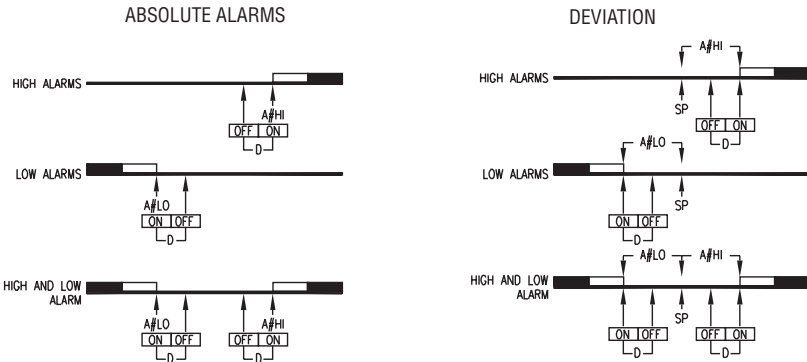 ABSOLUTE ALARMS
HIGH ALARMS
A#HI
OFF ON
D
LOW ALARMS
A#LO
ON OFF
D
HIGH AND LOW
ALARM
A#LO
A#HI
ON OFF
OFF ON
D
D
DEVIATION
A#HI
HIGH ALARMS
SP
OFF ON
D
A#LO
LOW ALARMS
SP
ON OFF
D
A#LO
A#HI
HIGH AND LOW
ALARM
SP
ON OFF
OFF ON
D
D